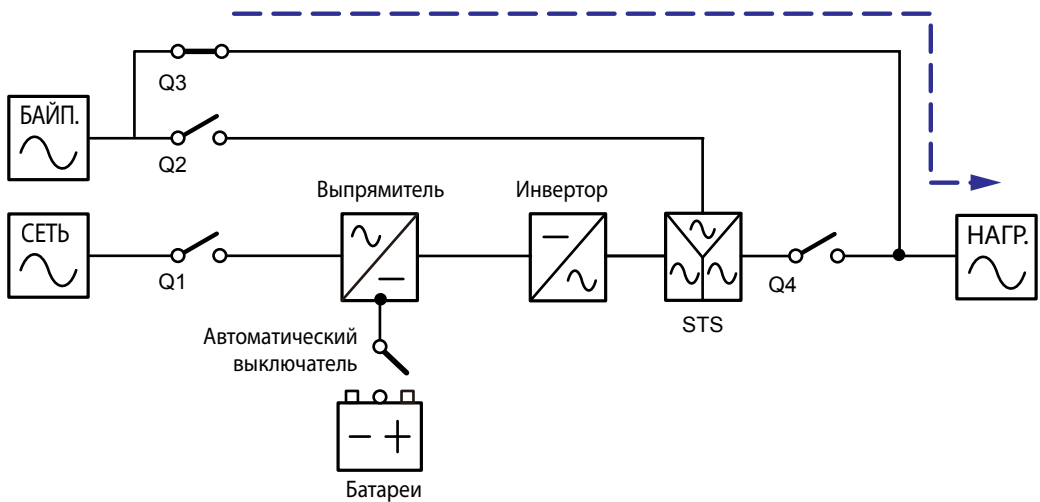 Q3
БАЙП.
Q2
Выпрямитель
Инвертор
СЕТЬ
НАГР.
Q1
Q4
STS
Автоматический
выключатель
Батареи